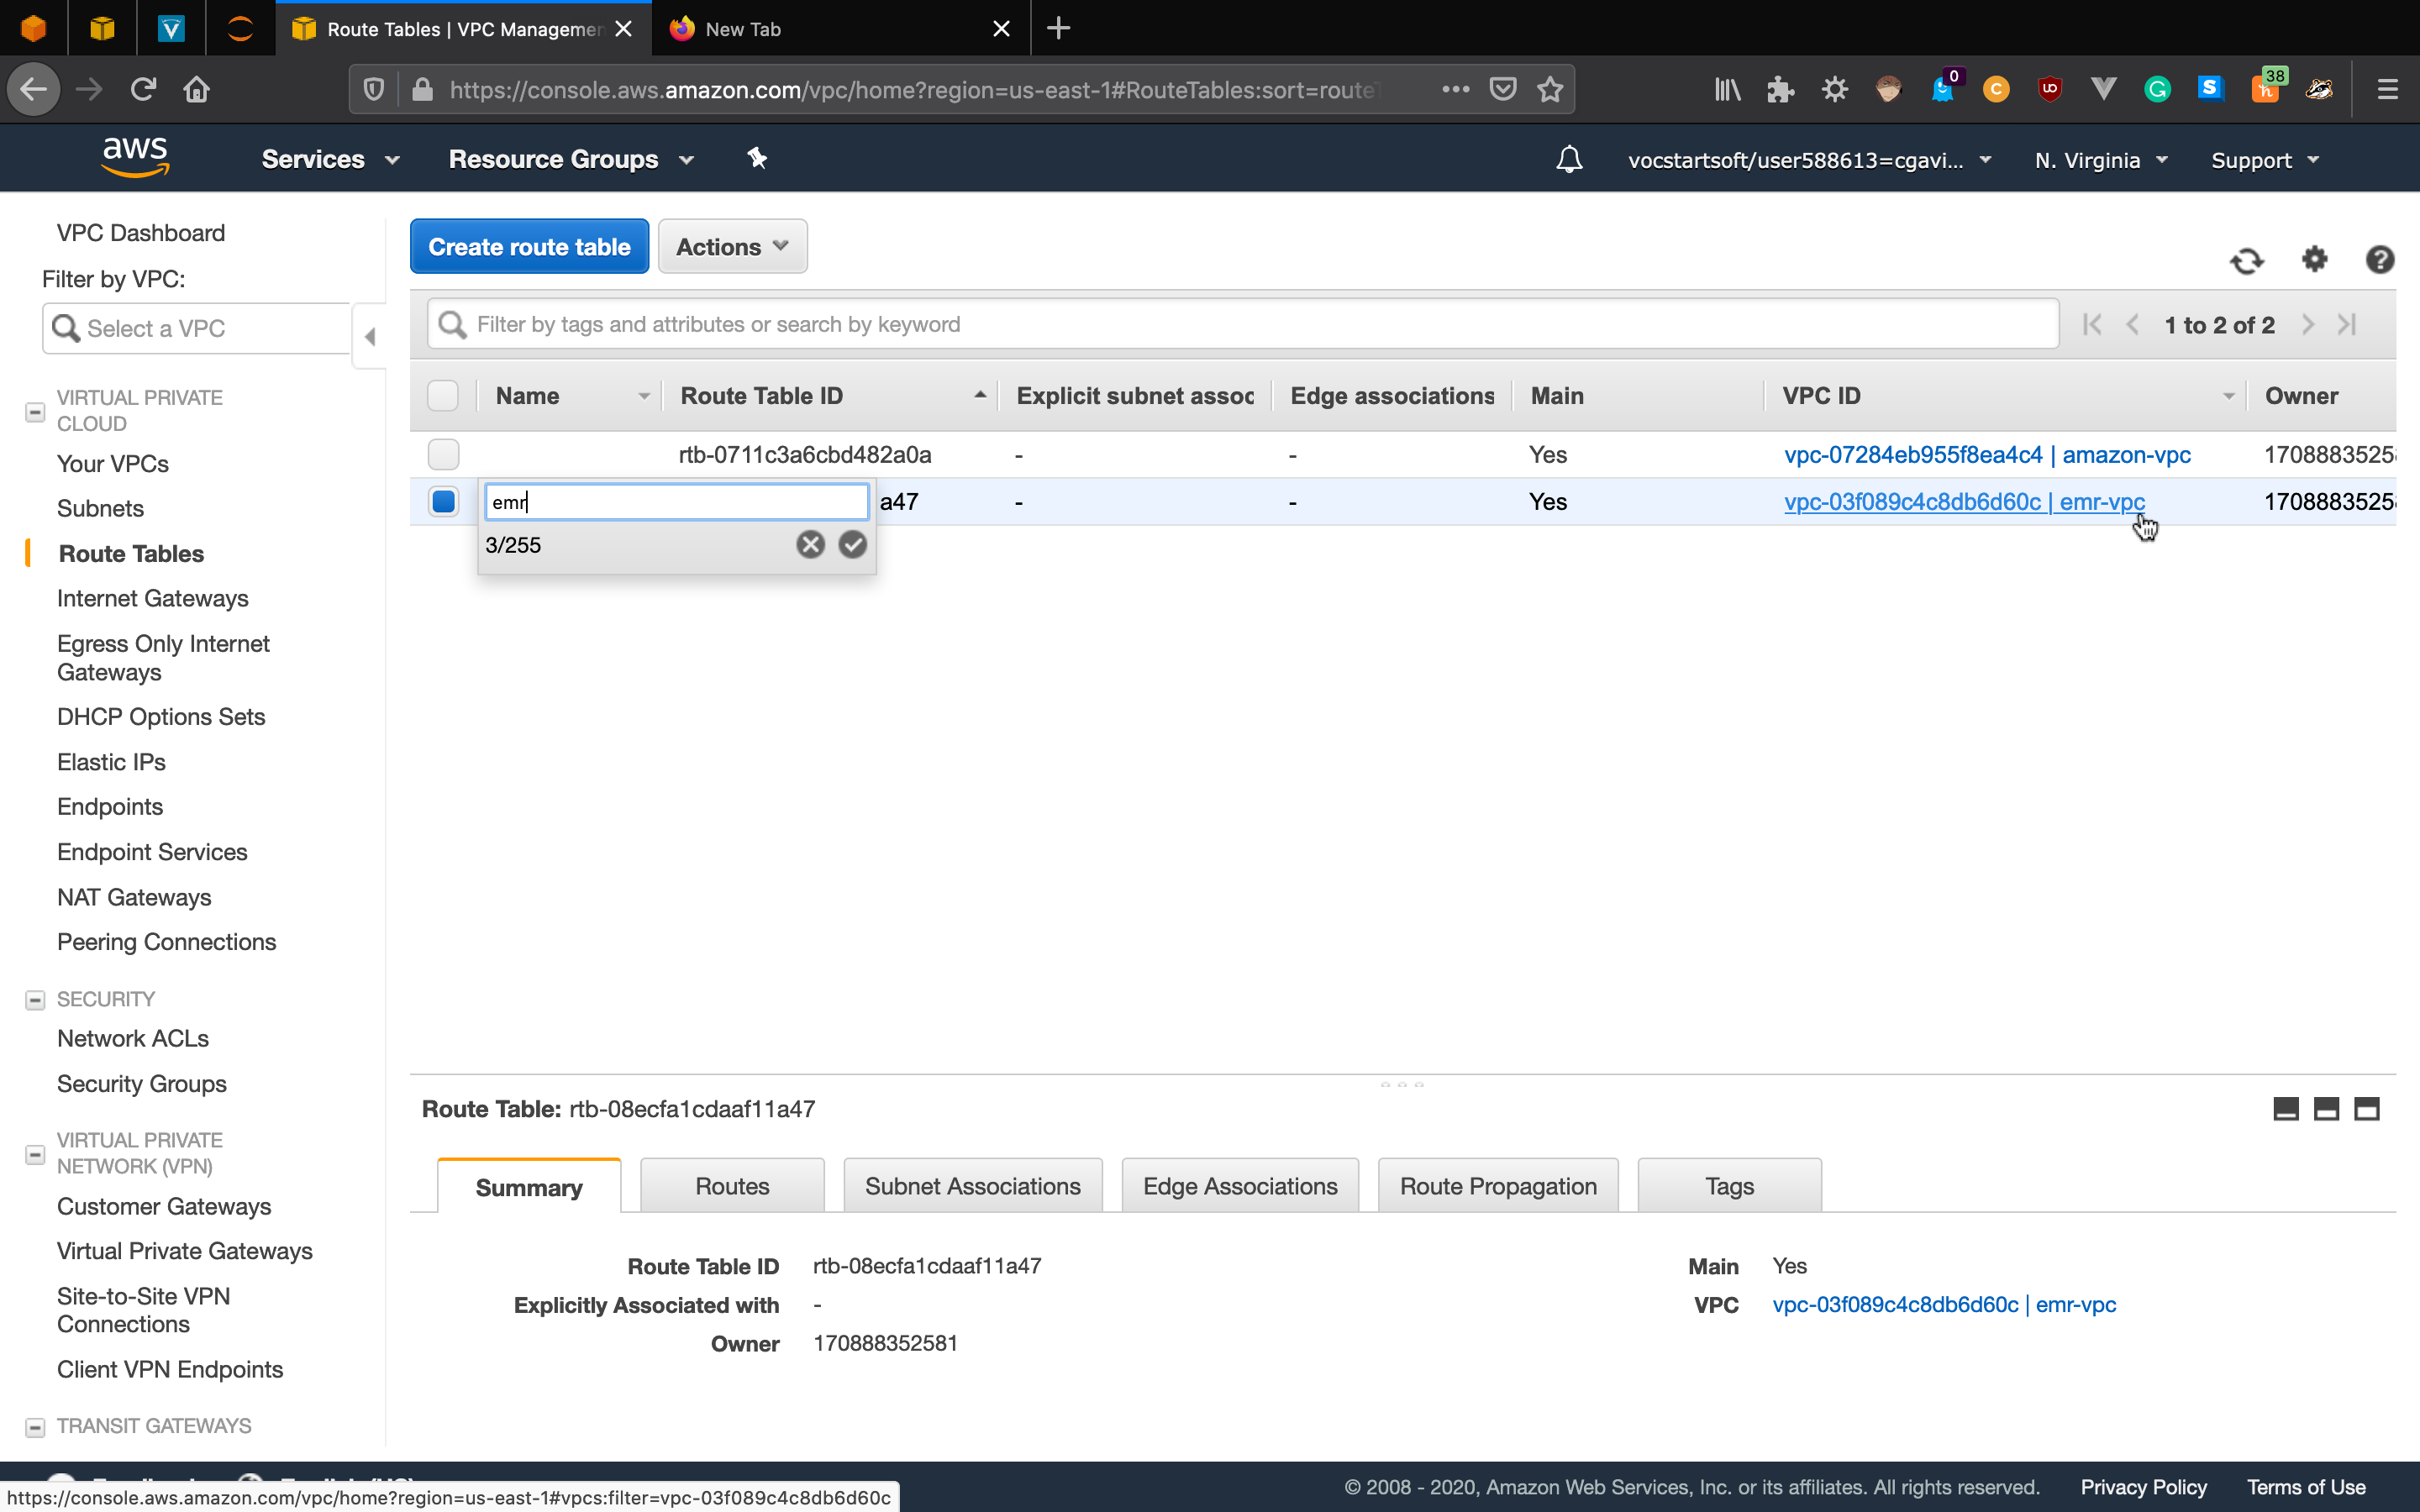 Route Tables | VPC Managemen
New Tab
https://console.aws.amazon.com/vpc/home?region=us-east-1#RouteTables:sort=routeT
0
38
aws
Services
Resource Groups
vocstartsoft/user588613=cgavi...
N. Virginia
Support
VPC Dashboard
Filter by VPC:
Select a VPC
VIRTUAL PRIVATE
CLOUD
Your VPCs
Subnets
Route Tables
Internet Gateways
Egress Only Internet
Gateways
DHCP Options Sets
Elastic IPs
Endpoints
Endpoint Services
NAT Gateways
Peering Connections
SECURITY
Network ACLs
Security Groups
VIRTUAL PRIVATE
NETWORK (VPN)
Customer Gateways
Virtual Private Gateways
Site-to-Site VPN
Connections
Client VPN Endpoints
TRANSIT GATEWAYS
Create route table
Actions
Filter by tags and attributes or search by keyword
1 to 2 of 2
Name Route Table ID Explicit subnet assoc Edge associations Main VPC ID Owner
rtb-0711c3a6cbd482a0a - - Yes vpc-07284eb955f8ea4c4 | amazon-vpc 1708883525
emr a47 - - Yes vpc-03f089c4c8db6d60c | emr-vpc 1708883525
3/255
Route Table: rtb-08ecfa1cdaaf11a47
Summary Routes Subnet Associations Edge Associations Route Propagation Tags
Route Table ID rtb-08ecfa1cdaaf11a47 Main Yes
Explicitly Associated with - VPC vpc-03f089c4c8db6d60c | emr-vpc
Owner 170888352581
© 2008 - 2020, Amazon Web Services, Inc. or its affiliates. All rights reserved. Privacy Policy Terms of Use
https://console.aws.amazon.com/vpc/home?region=us-east-1#vpcs:filter=vpc-03f089c4c8db6d60c